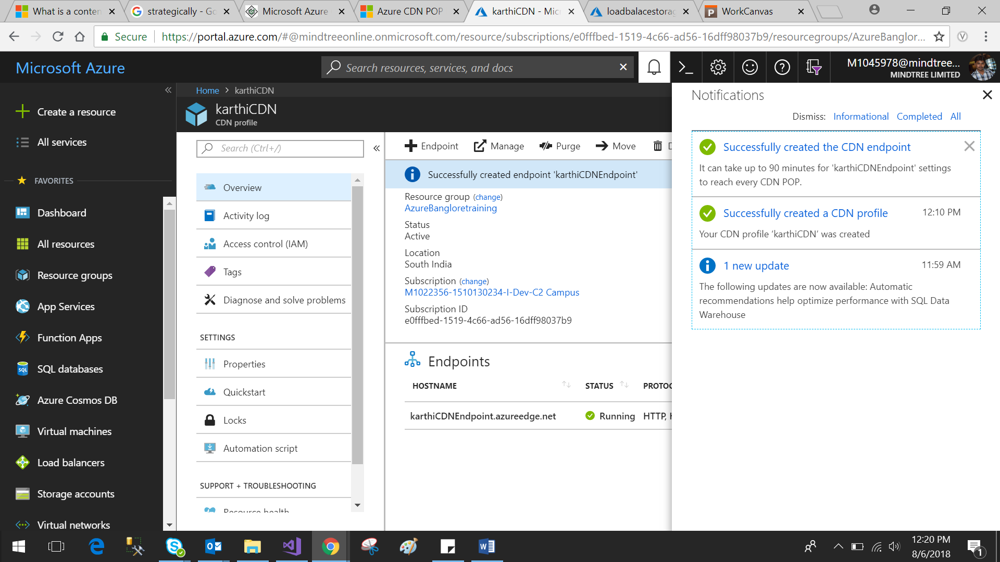 What is a conten
strategically - Go
Microsoft Azure
Azure CDN POP
karthiCDN - Mic
loadbalacestorag
WorkCanvas
Secure
https://portal.azure.com/#@mindtreeonline.onmicrosoft.com/resource/subscriptions/e0fffbed-1519-4c66-ad56-16dff98037b9/resourcegroups/AzureBanglor...
Microsoft Azure
Search resources, services, and docs
M1045978@mindtree...
MINDTREE LIMITED
Create a resource
All services
FAVORITES
Dashboard
All resources
Resource groups
App Services
Function Apps
SQL databases
Azure Cosmos DB
Virtual machines
Load balancers
Storage accounts
Virtual networks
Home > karthiCDN
karthiCDN
CDN profile
Search (Ctrl+/)
Overview
Activity log
Access control (IAM)
Tags
Diagnose and solve problems
SETTINGS
Properties
Quickstart
Locks
Automation script
SUPPORT + TROUBLESHOOTING
Resource health
Endpoint
Manage
Purge
Move
Successfully created endpoint 'karthiCDNEndpoint'
Resource group (change)
AzureBangloretraining
Status
Active
Location
South India
Subscription (change)
M1022356-1510130234-I-Dev-C2 Campus
Subscription ID
e0fffbed-1519-4c66-ad56-16dff98037b9
Endpoints
HOSTNAME STATUS PROTOC
karthiCDNEndpoint.azureedge.net Running HTTP, H
Notifications
Dismiss: Informational Completed All
Successfully created the CDN endpoint
It can take up to 90 minutes for 'karthiCDNEndpoint' settings
to reach every CDN POP.
Successfully created a CDN profile 12:10 PM
Your CDN profile ‘karthiCDN’ was created
1 new update 11:59 AM
The following updates are now available: Automatic
recommendations help optimize performance with SQL Data
Warehouse
12:20 PM
8/6/2018
1